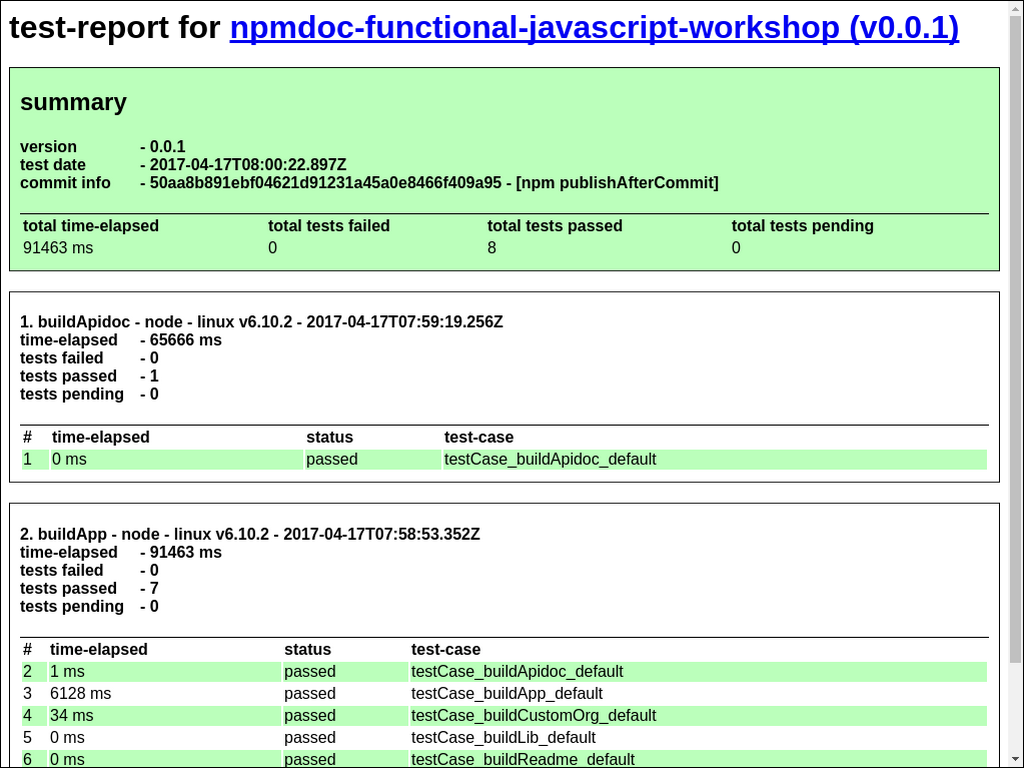 test-report for npmdoc-functional-javascript-workshop (v0.0.1)
summary
version - 0.0.1
test date - 2017-04-17T08:00:22.897Z
commit info - 50aa8b891ebf04621d91231a45a0e8466f409a95 - [npm publishAfterCommit]
total time-elapsed total tests failed total tests passed total tests pending
91463 ms 0 8 0
1. buildApidoc - node - linux v6.10.2 - 2017-04-17T07:59:19.256Z
time-elapsed - 65666 ms
tests failed - 0
tests passed - 1
tests pending - 0
# time-elapsed status test-case
1 0 ms passed testCase_buildApidoc_default
2. buildApp - node - linux v6.10.2 - 2017-04-17T07:58:53.352Z
time-elapsed - 91463 ms
tests failed - 0
tests passed - 7
tests pending - 0
# time-elapsed status test-case
2 1 ms passed testCase_buildApidoc_default
3 6128 ms passed testCase_buildApp_default
4 34 ms passed testCase_buildCustomOrg_default
5 0 ms passed testCase_buildLib_default
6 0 ms passed testCase_buildReadme_default